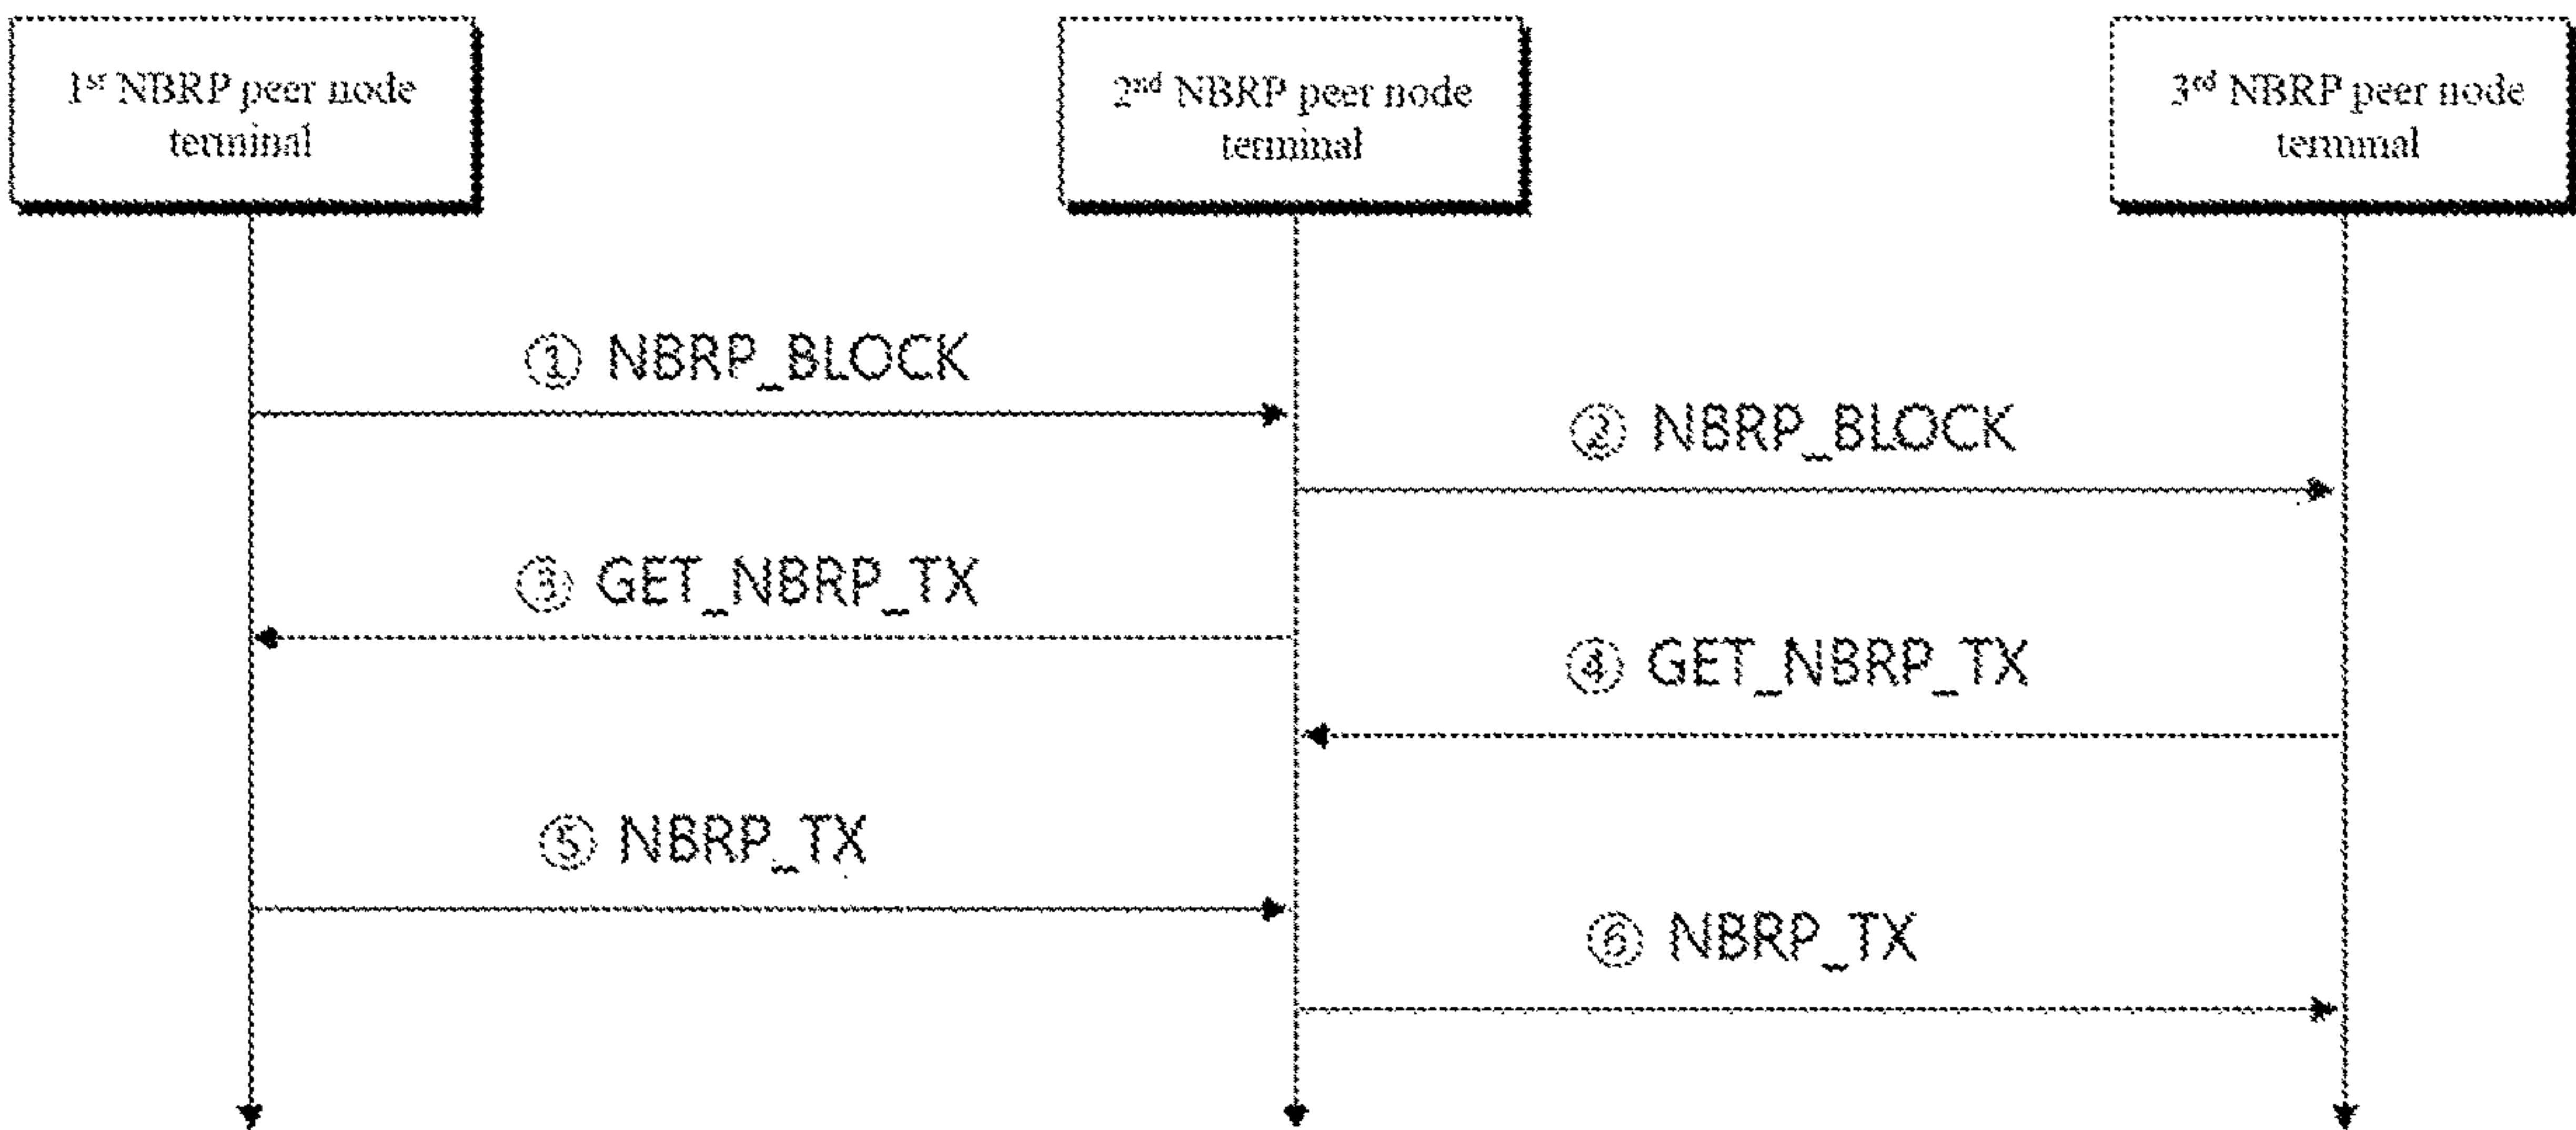 1st NBRP peer node
terminal
2nd NBRP peer node
terminal
3rd NBRP peer node
terminal
① NBRP_BLOCK
② NBRP_BLOCK
③ GET_NBRP_TX
④ GET_NBRP_TX
⑤ NBRP_TX
⑥ NBRP_TX